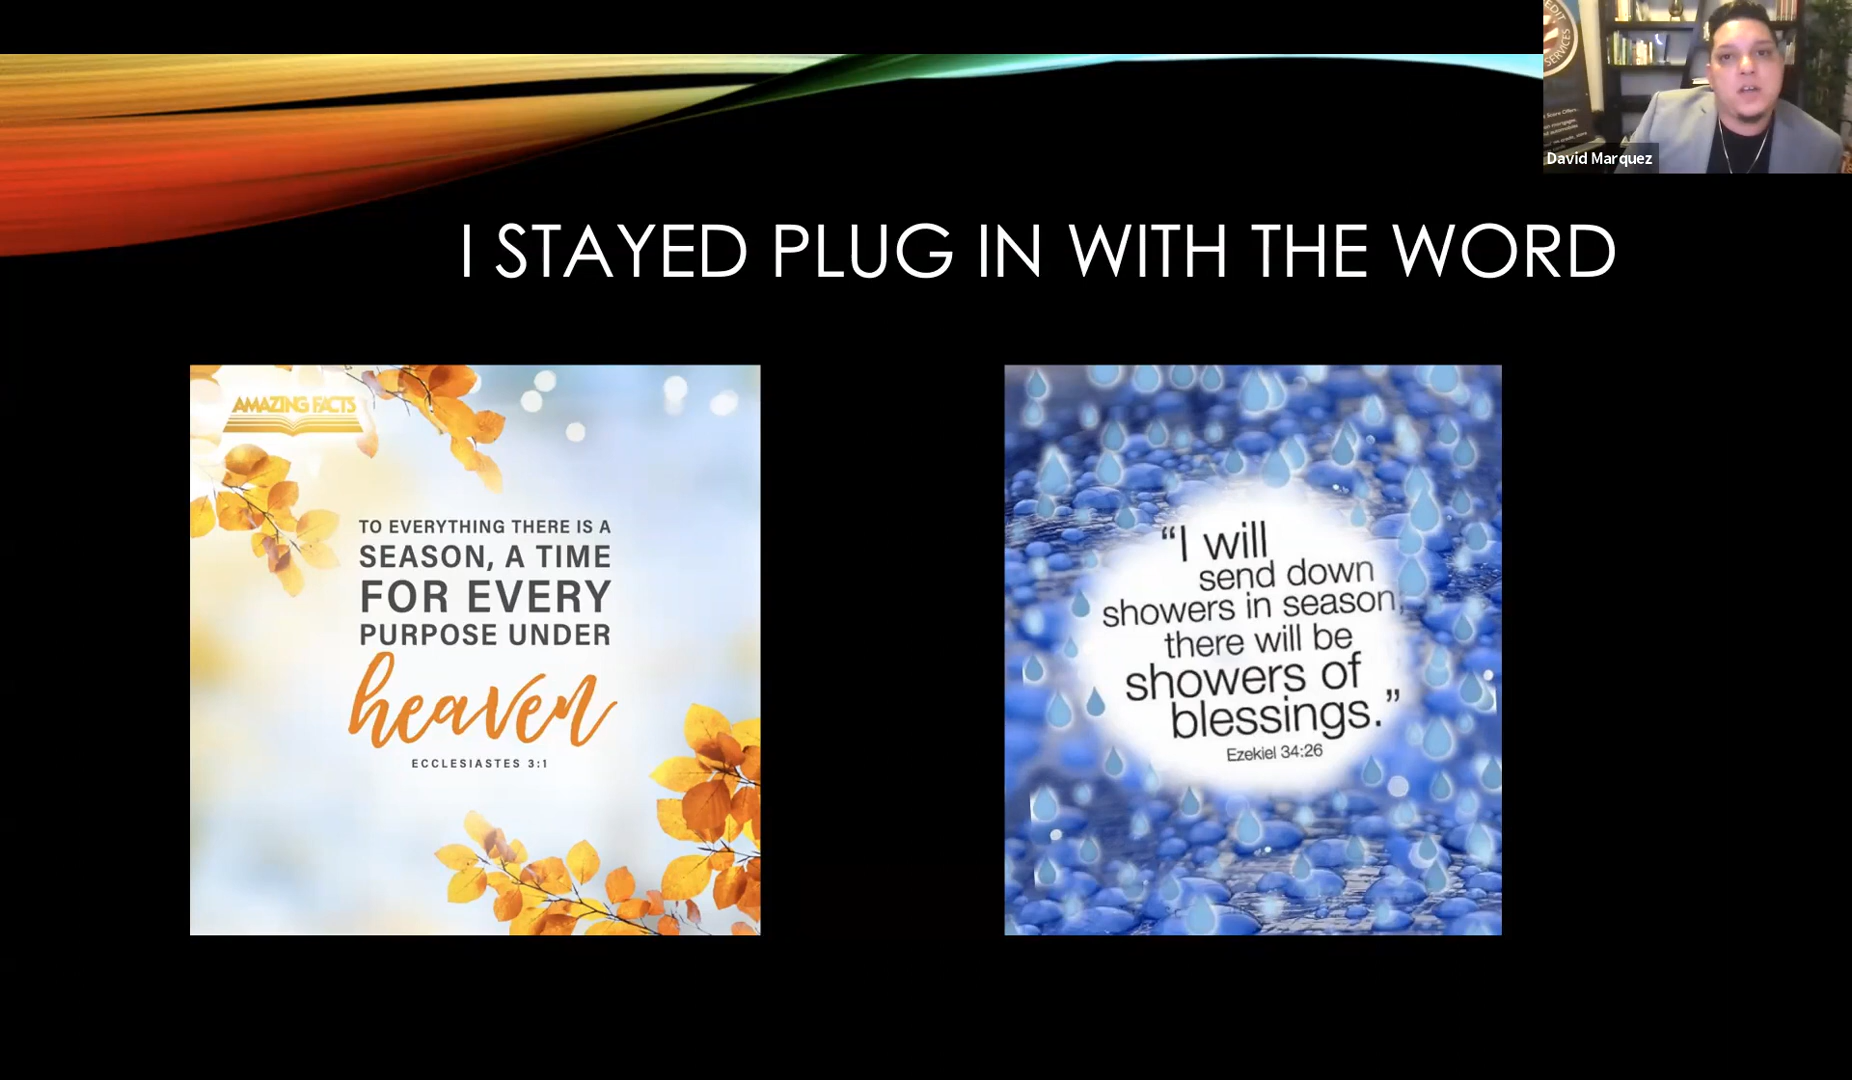 EDIT
SERVICES
David Marquez
I STAYED PLUG IN WITH THE WORD
AMAZING FACTS
TO EVERYTHING THERE IS A
SEASON, A TIME
FOR EVERY
PURPOSE UNDER
heaven
ECCLESIASTES 3:1
“I will
send down
showers in season,
there will be
showers of
blessings.”
Ezekiel 34:26